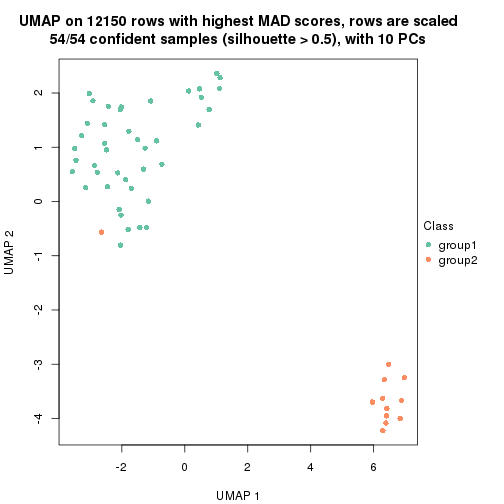 UMAP on 12150 rows with highest MAD scores, rows are scaled
54/54 confident samples (silhouette > 0.5), with 10 PCs
2
1
0
-1
-2
-3
-4
UMAP 2
-2
0
2
4
6
UMAP 1
Class
group1
group2